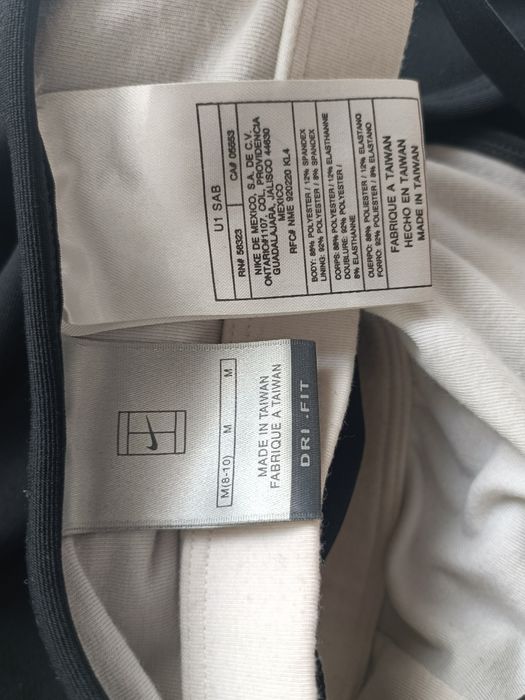 U1 SAB
RN# 56323 CA# 05553
NIKE DE MEXICO, S.A. DE C.V.
ONTARIO#1107, COL. PROVIDENCIA
GUADALAJARA, JALISCO 44630
MEXICO
RFC# NME 920220 KL4
BODY: 88% POLYESTER / 12% SPANDEX
LINING: 92% POLYESTER / 8% SPANDEX
CORPS: 88% POLYESTER / 12% ELASTHANNE
DOUBLURE: 92% POLYESTER /
8% ELASTHANNE
CUERPO: 88% POLIESTER / 12% ELASTANO
FORRO: 92% POLIESTER / 8% ELASTANO
FABRIQUE A TAIWAN
HECHO EN TAIWAN
MADE IN TAIWAN
M(8-10) M M
MADE IN TAIWAN
FABRIQUE A TAIWAN
DRI-FIT